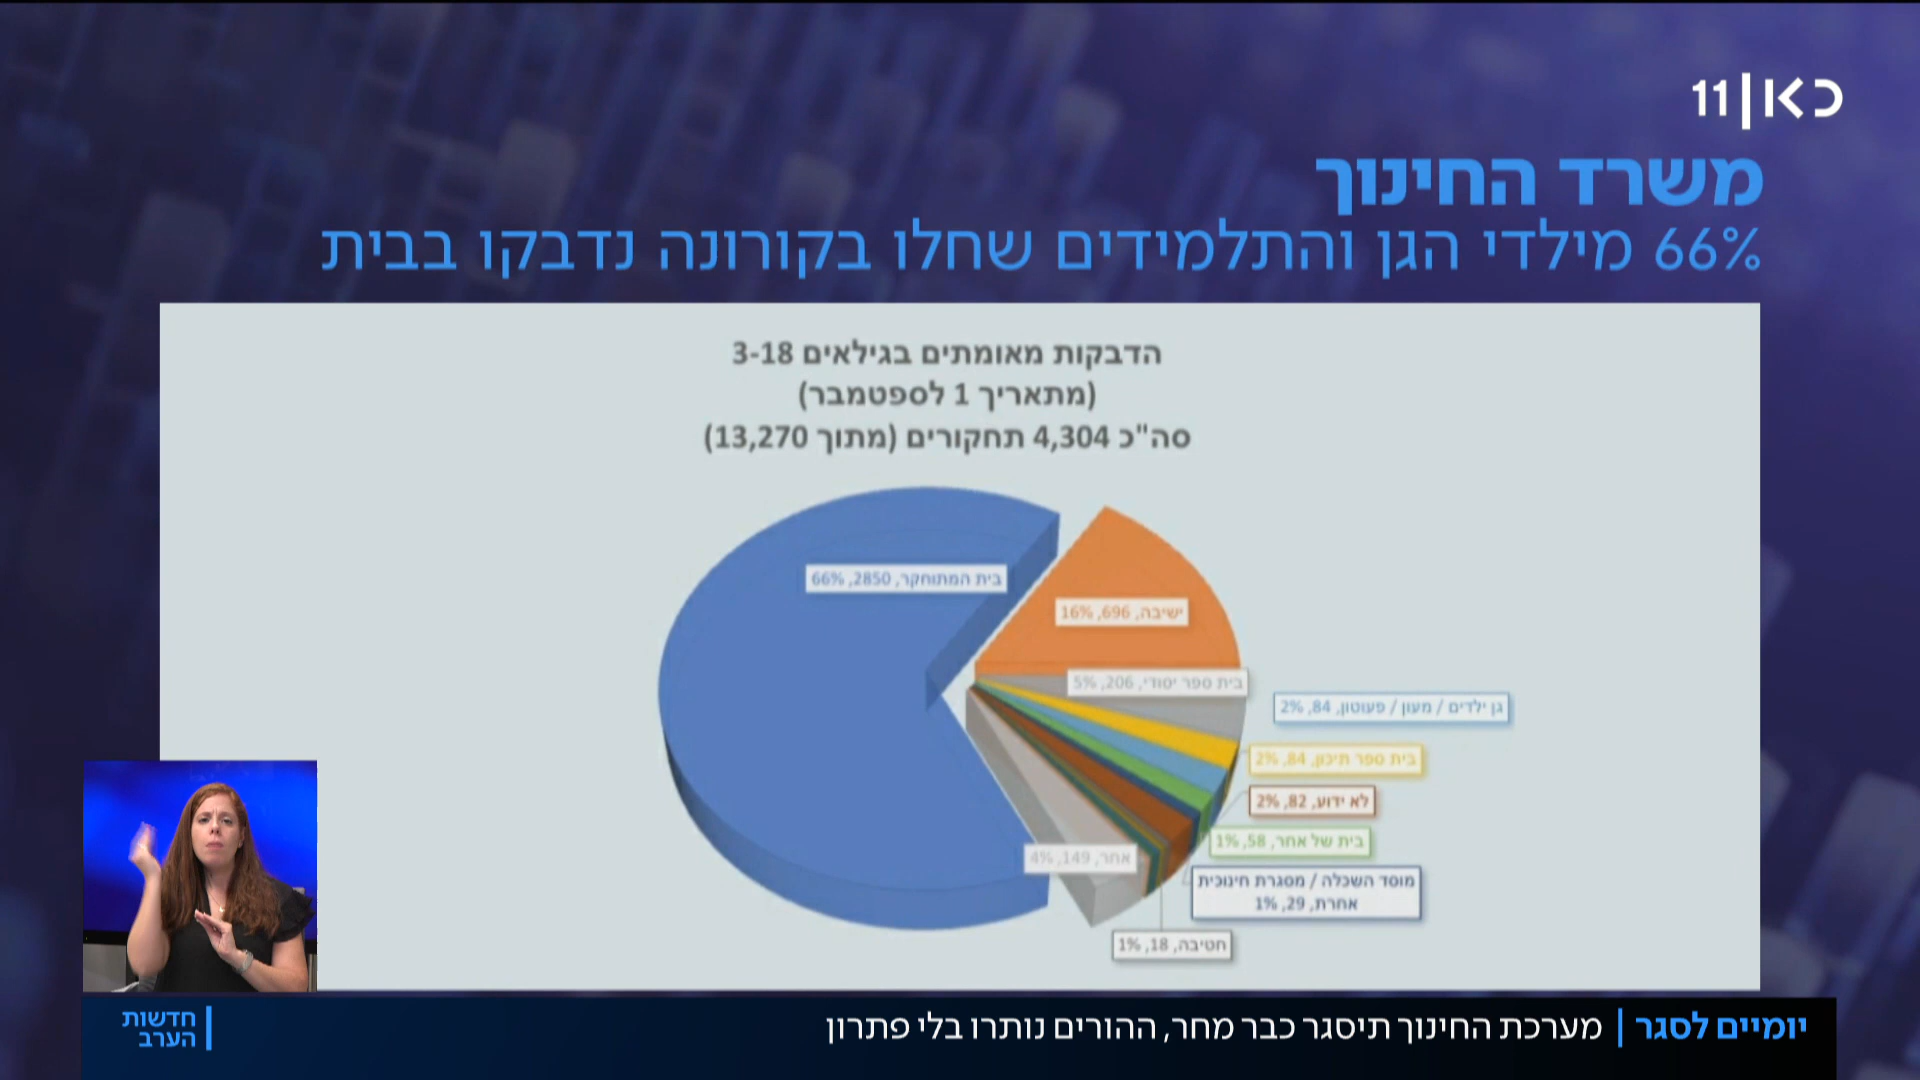 כאן 11
משרד החינוך
66% מילדי הגן והתלמידים שחלו בקורונה נדבקו בבית
הדבקות מאומתים בגילאים 3-18
(מתאריך 1 לספטמבר)
סה"כ 4,304 תחקורים (מתוך 13,270)
בית המתוחקר, 2850, 66%
ישיבה, 696, 16%
בית ספר יסודי, 206, 5%
גן ילדים / מעון / פעוטון, 84, 2%
בית ספר תיכון, 84, 2%
לא ידוע, 82, 2%
בית של אחר, 58, 1%
אחר, 149, 4%
מוסד השכלה / מסגרת חינוכית
אחרת, 29, 1%
חטיבה, 18, 1%
יומיים לסגר | מערכת החינוך תיסגר כבר מחר, ההורים נותרו בלי פתרון
חדשות
הערב